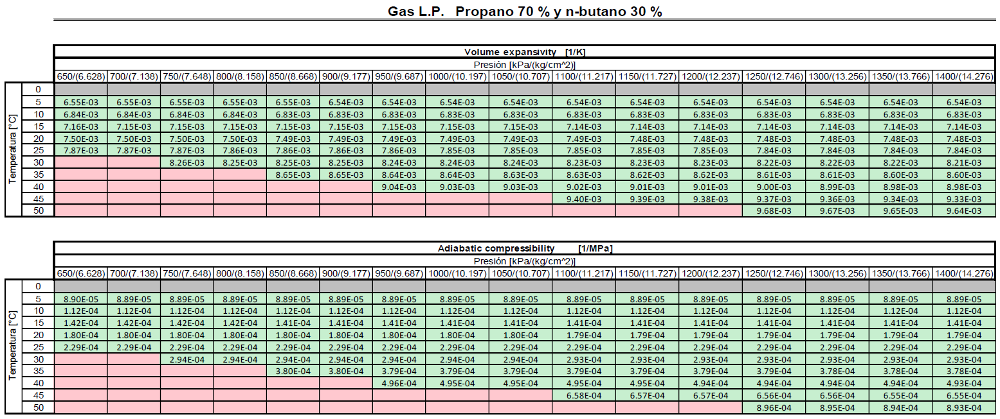 Gas L.P. Propano 70 % y n-butano 30 %
Volume expansivity [1/K]
Presión [kPa/(kg/cm^2)]
650/(6.628) 700/(7.138) 750/(7.648) 800/(8.158) 850/(8.668) 900/(9.177) 950/(9.687) 1000/(10.197) 1050/(10.707) 1100/(11.217) 1150/(11.727) 1200/(12.237) 1250/(12.746) 1300/(13.256) 1350/(13.766) 1400/(14.276)
Temperatura [°C]
0
5 6.55E-03 6.55E-03 6.55E-03 6.55E-03 6.55E-03 6.54E-03 6.54E-03 6.54E-03 6.54E-03 6.54E-03 6.54E-03 6.54E-03 6.54E-03 6.54E-03 6.54E-03 6.54E-03
10 6.84E-03 6.84E-03 6.84E-03 6.84E-03 6.83E-03 6.83E-03 6.83E-03 6.83E-03 6.83E-03 6.83E-03 6.83E-03 6.83E-03 6.83E-03 6.83E-03 6.83E-03 6.83E-03
15 7.16E-03 7.15E-03 7.15E-03 7.15E-03 7.15E-03 7.15E-03 7.15E-03 7.15E-03 7.15E-03 7.14E-03 7.14E-03 7.14E-03 7.14E-03 7.14E-03 7.14E-03 7.14E-03
20 7.50E-03 7.50E-03 7.50E-03 7.50E-03 7.49E-03 7.49E-03 7.49E-03 7.49E-03 7.49E-03 7.49E-03 7.48E-03 7.48E-03 7.48E-03 7.48E-03 7.48E-03 7.48E-03
25 7.87E-03 7.87E-03 7.87E-03 7.86E-03 7.86E-03 7.86E-03 7.86E-03 7.85E-03 7.85E-03 7.85E-03 7.85E-03 7.85E-03 7.84E-03 7.84E-03 7.84E-03 7.84E-03
30 8.26E-03 8.25E-03 8.25E-03 8.25E-03 8.24E-03 8.24E-03 8.24E-03 8.23E-03 8.23E-03 8.23E-03 8.22E-03 8.22E-03 8.22E-03 8.21E-03
35 8.65E-03 8.65E-03 8.64E-03 8.64E-03 8.63E-03 8.63E-03 8.62E-03 8.62E-03 8.61E-03 8.61E-03 8.60E-03 8.60E-03
40 9.04E-03 9.03E-03 9.03E-03 9.02E-03 9.01E-03 9.01E-03 9.00E-03 8.99E-03 8.98E-03 8.98E-03
45 9.40E-03 9.39E-03 9.38E-03 9.37E-03 9.36E-03 9.34E-03 9.33E-03
50 9.68E-03 9.67E-03 9.65E-03 9.64E-03
Adiabatic compressibility [1/MPa]
Presión [kPa/(kg/cm^2)]
650/(6.628) 700/(7.138) 750/(7.648) 800/(8.158) 850/(8.668) 900/(9.177) 950/(9.687) 1000/(10.197) 1050/(10.707) 1100/(11.217) 1150/(11.727) 1200/(12.237) 1250/(12.746) 1300/(13.256) 1350/(13.766) 1400/(14.276)
Temperatura [°C]
0
5 8.90E-05 8.89E-05 8.89E-05 8.89E-05 8.89E-05 8.89E-05 8.89E-05 8.89E-05 8.89E-05 8.89E-05 8.89E-05 8.89E-05 8.89E-05 8.89E-05 8.89E-05 8.89E-05
10 1.12E-04 1.12E-04 1.12E-04 1.12E-04 1.12E-04 1.12E-04 1.12E-04 1.12E-04 1.12E-04 1.12E-04 1.12E-04 1.12E-04 1.12E-04 1.12E-04 1.12E-04 1.12E-04
15 1.42E-04 1.42E-04 1.42E-04 1.42E-04 1.41E-04 1.41E-04 1.41E-04 1.41E-04 1.41E-04 1.41E-04 1.41E-04 1.41E-04 1.41E-04 1.41E-04 1.41E-04 1.41E-04
20 1.80E-04 1.80E-04 1.80E-04 1.80E-04 1.80E-04 1.80E-04 1.80E-04 1.80E-04 1.80E-04 1.79E-04 1.79E-04 1.79E-04 1.79E-04 1.79E-04 1.79E-04 1.79E-04
25 2.29E-04 2.29E-04 2.29E-04 2.29E-04 2.29E-04 2.29E-04 2.29E-04 2.29E-04 2.29E-04 2.29E-04 2.29E-04 2.29E-04 2.29E-04 2.29E-04 2.29E-04 2.29E-04
30 2.94E-04 2.94E-04 2.94E-04 2.94E-04 2.94E-04 2.94E-04 2.94E-04 2.93E-04 2.93E-04 2.93E-04 2.93E-04 2.93E-04 2.93E-04 2.93E-04
35 3.80E-04 3.80E-04 3.79E-04 3.79E-04 3.79E-04 3.79E-04 3.79E-04 3.79E-04 3.79E-04 3.78E-04 3.78E-04 3.78E-04
40 4.96E-04 4.95E-04 4.95E-04 4.95E-04 4.95E-04 4.94E-04 4.94E-04 4.94E-04 4.94E-04 4.93E-04
45 6.58E-04 6.57E-04 6.57E-04 6.56E-04 6.56E-04 6.55E-04 6.55E-04
50 8.96E-04 8.95E-04 8.94E-04 8.93E-04